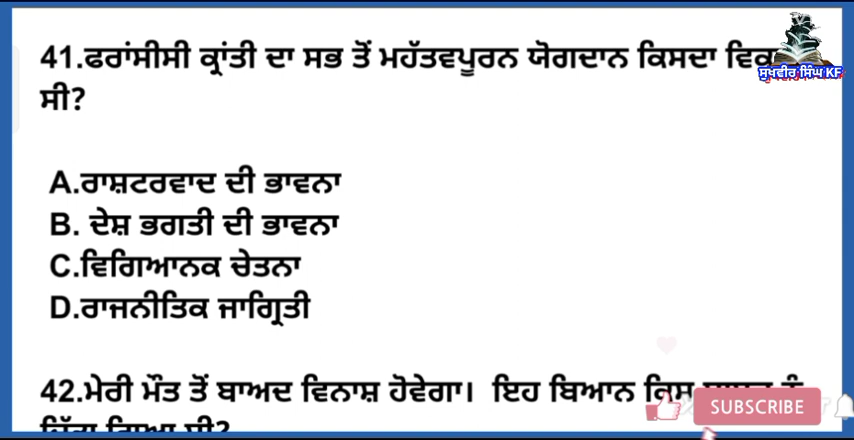 41.ਫਰਾਂਸੀਸੀ ਕ੍ਰਾਂਤੀ ਦਾ ਸਭ ਤੋਂ ਮਹੱਤਵਪੂਰਨ ਯੋਗਦਾਨ ਕਿਸਦਾ
ਸੁਖਵੀਰ ਸਿੰਘ KF
ਸੀ?
A.ਰਾਸ਼ਟਰਵਾਦ ਦੀ ਭਾਵਨਾ
B. ਦੇਸ਼ ਭਗਤੀ ਦੀ ਭਾਵਨਾ
C.ਵਿਗਿਆਨਕ ਚੇਤਨਾ
D.ਰਾਜਨੀਤਿਕ ਜਾਗ੍ਰਿਤੀ
42.ਮੇਰੀ ਮੌਤ ਤੋਂ ਬਾਅਦ ਵਿਨਾਸ਼ ਹੋਵੇਗਾ। ਇਹ ਬਿਆਨ ਕਿਸ
SUBSCRIBE